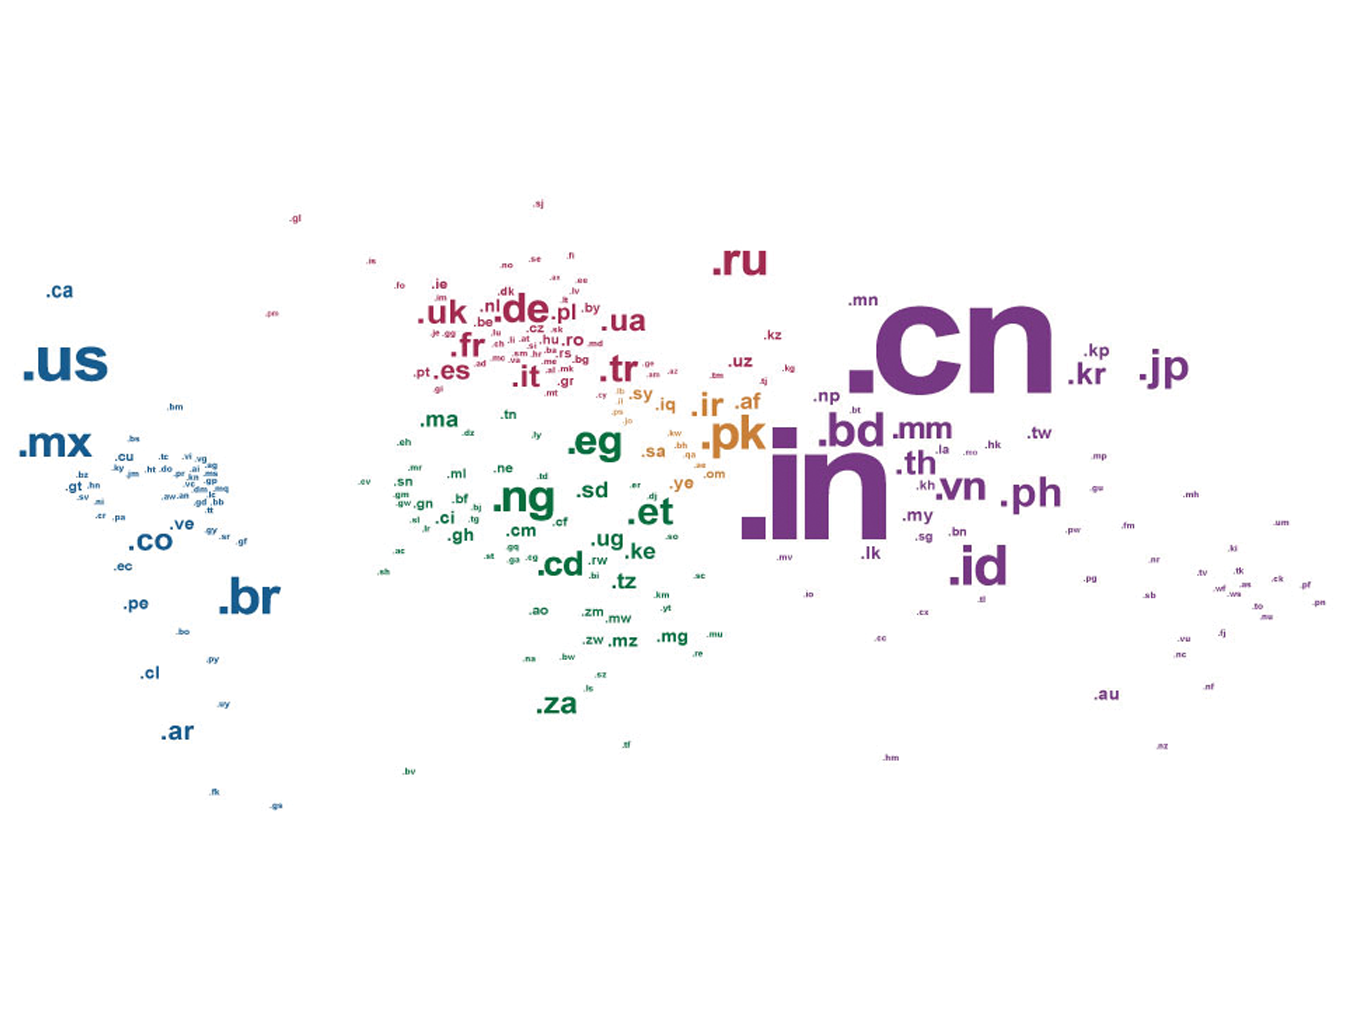 .sj
.gl
.ru
.is
.no
.se
.fi
.ca
.fo
.ie
.im
.dk
.ax
.ee
.lv
.lt
.pm
.uk
.nl
.de
.pl
.by
.ua
.mn
.cn
.us
.je
.gg
.be
.lu
.cz
.sk
.kz
.fr
.ch
.li
.at
.hu
.ro
.md
.si
.kp
.jp
.pt
.es
.ad
.mc
.sm
.va
.hr
.ba
.rs
.bg
.me
.it
.al
.mk
.gr
.tr
.ge
.am
.az
.tm
.uz
.kg
.tj
.kr
.gi
.mt
.cy
.lb
.il
.ps
.jo
.sy
.iq
.ir
.af
.np
.bt
.bm
.ma
.tn
.pk
.bd
.mm
.tw
.mx
.bs
.eh
.dz
.ly
.eg
.kw
.bh
.qa
.ae
.sa
.in
.la
.mo
.hk
.mp
.cu
.tc
.vi
.vg
.ag
.ky
.jm
.ht
.do
.pr
.ai
.kn
.ms
.gp
.bz
.gt
.hn
.sv
.ni
.aw
.an
.vc
.dm
.mq
.lc
.gd
.bb
.tt
.mr
.ml
.ne
.td
.om
.ye
.th
.kh
.vn
.ph
.gu
.mh
.cv
.sn
.gm
.gw
.gn
.bf
.bj
.ng
.sd
.er
.dj
.et
.cr
.pa
.ve
.sl
.lr
.ci
.gh
.tg
.cm
.cf
.my
.sg
.bn
.pw
.fm
.um
.co
.gy
.sr
.gf
.ac
.st
.gq
.ga
.cg
.cd
.ug
.rw
.ke
.so
.mv
.lk
.id
.nr
.ki
.ec
.sh
.bi
.tz
.sc
.pg
.tv
.tk
.wf
.as
.ws
.ck
.pf
.pe
.br
.ao
.zm
.mw
.km
.yt
.io
.cx
.tl
.sb
.to
.nu
.pn
.bo
.zw
.mz
.mg
.mu
.cc
.vu
.fj
.py
.na
.bw
.re
.nc
.cl
.sz
.ls
.au
.nf
.uy
.za
.ar
.tf
.hm
.nz
.bv
.fk
.gs